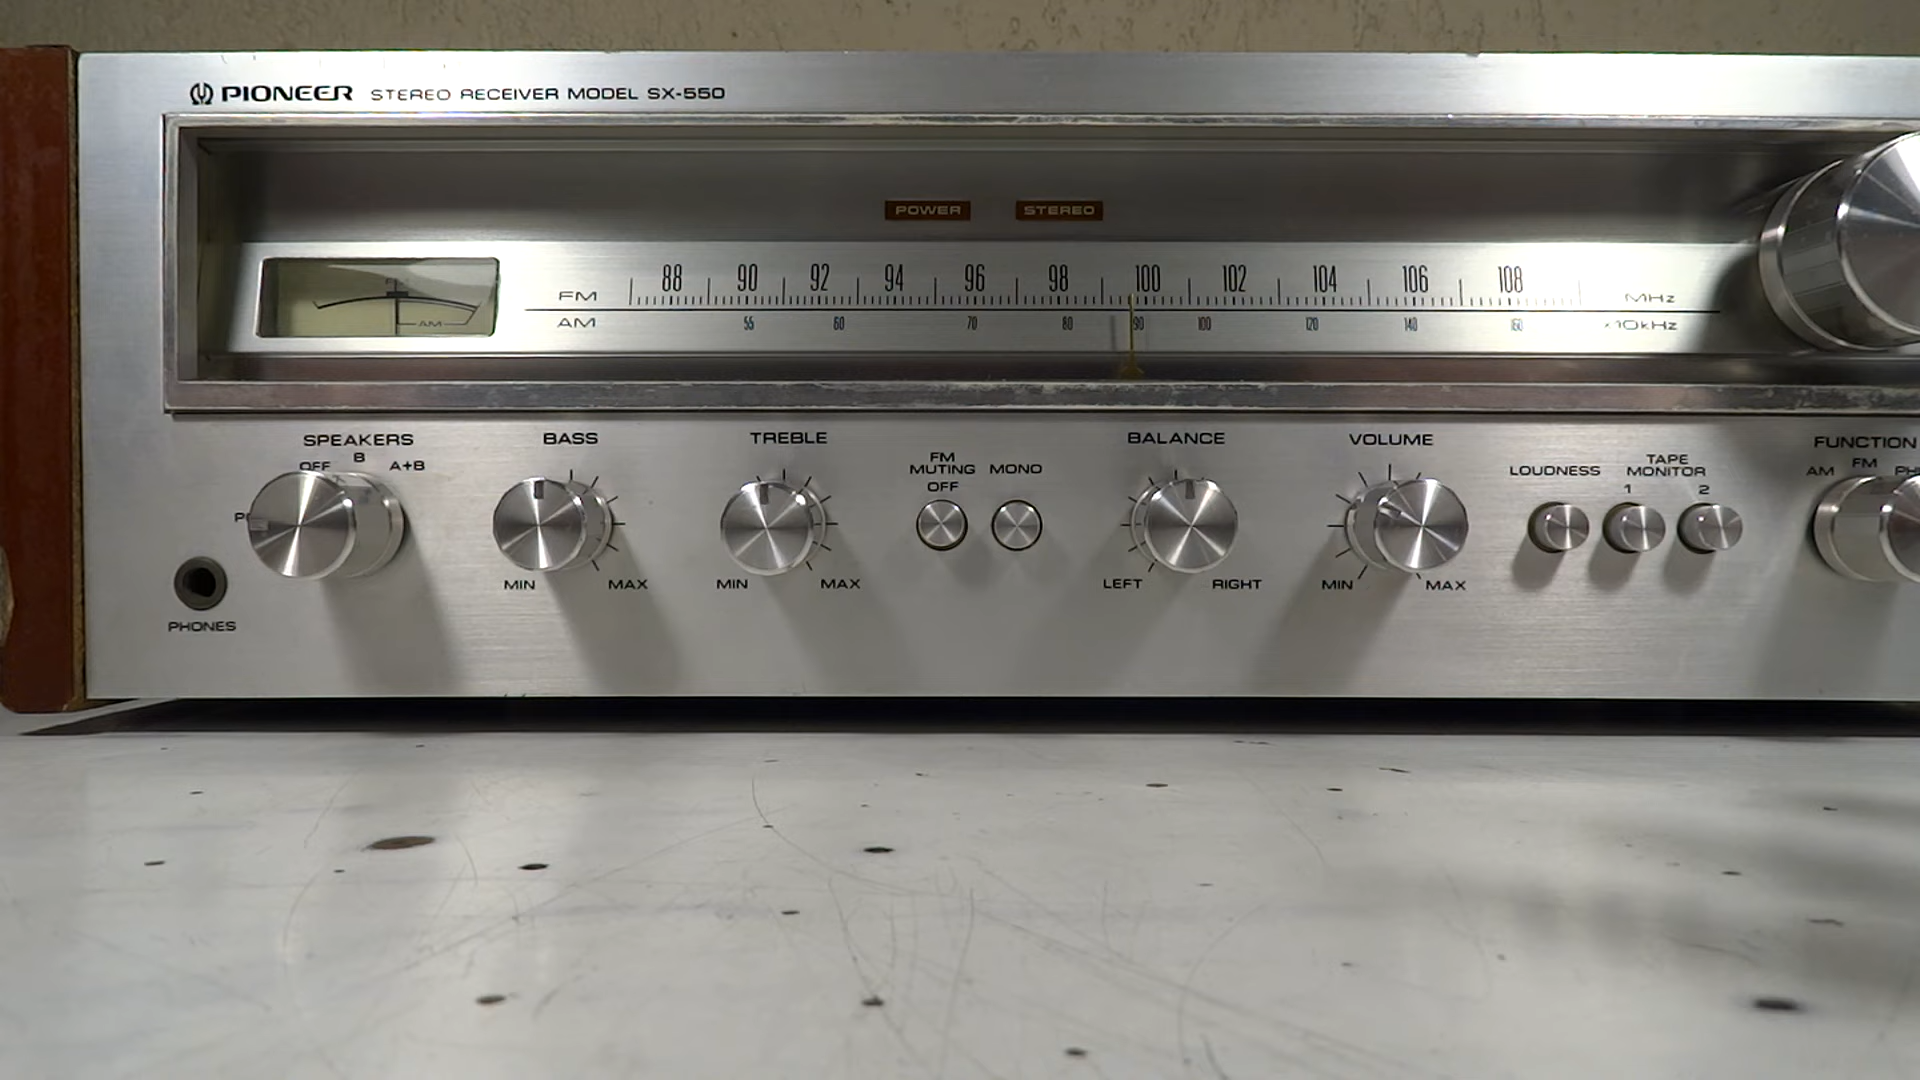 PIONEER STEREO RECEIVER MODEL SX-550
POWER STEREO
FM 88 90 92 94 96 98 100 102 104 106 108 MHz
AM 55 60 70 80 90 100 120 140 160 ×10kHz
AM
SPEAKERS
OFF B A+B
BASS
MIN MAX
TREBLE
MIN MAX
FM
MUTING
OFF
MONO
BALANCE
LEFT RIGHT
VOLUME
MIN MAX
LOUDNESS
TAPE
MONITOR
1 2
FUNCTION
AM FM
PHONES